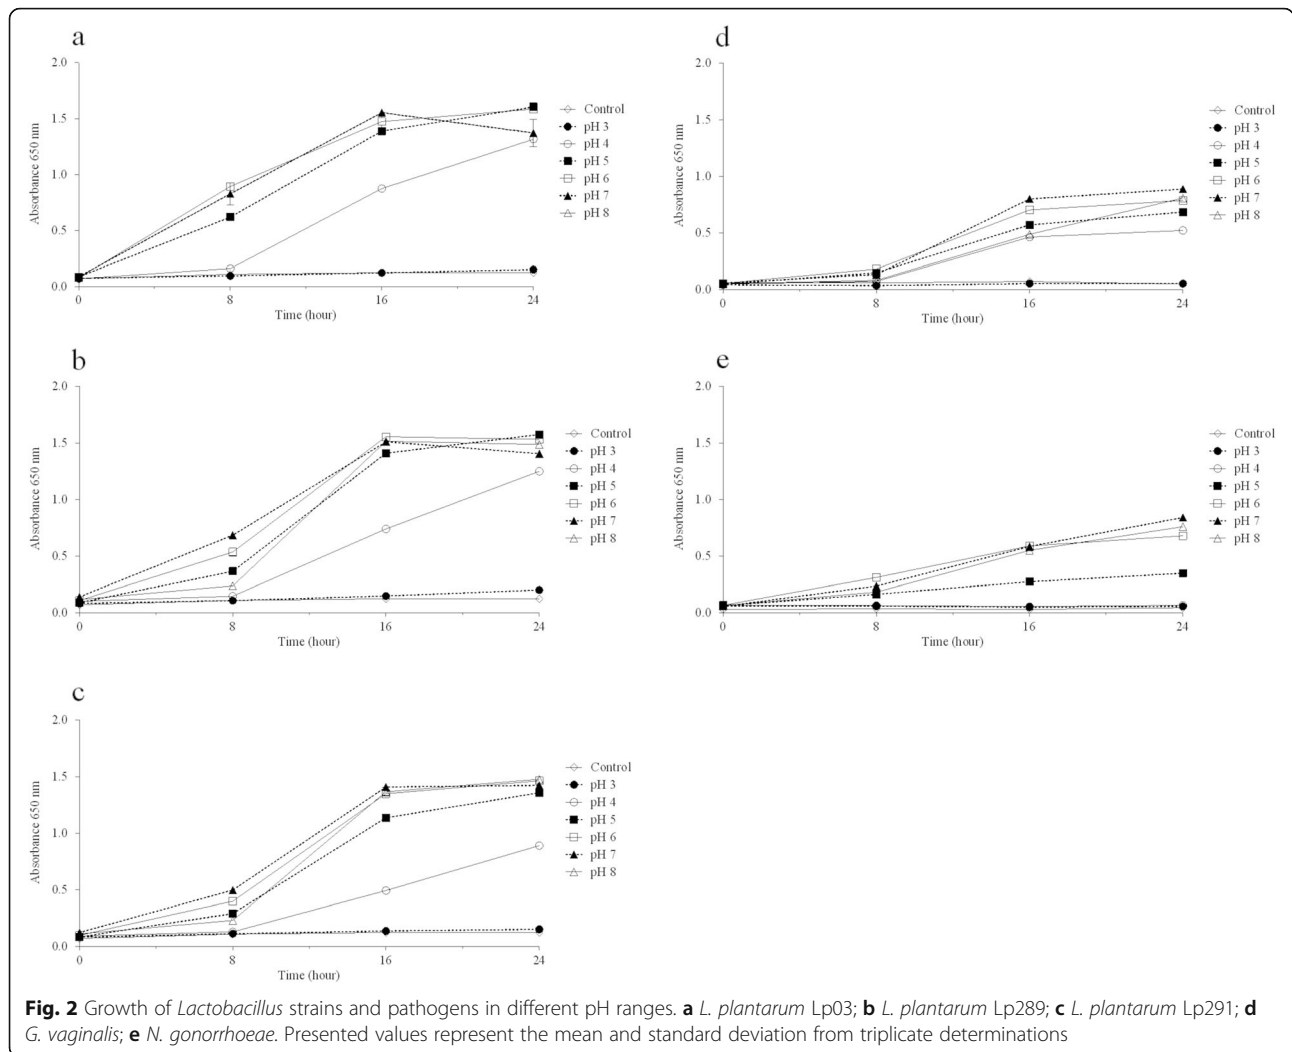 a
2.0
1.5
1.0
0.5
0.0
Absorbance 650 nm
0 8 16 24
Time (hour)
Control
pH 3
pH 4
pH 5
pH 6
pH 7
pH 8
b
2.0
1.5
1.0
0.5
0.0
Absorbance 650 nm
0 8 16 24
Time (hour)
Control
pH 3
pH 4
pH 5
pH 6
pH 7
pH 8
c
2.0
1.5
1.0
0.5
0.0
Absorbance 650 nm
0 8 16 24
Time (hour)
Control
pH 3
pH 4
pH 5
pH 6
pH 7
pH 8
d
2.0
1.5
1.0
0.5
0.0
Absorbance 650 nm
0 8 16 24
Time (hour)
Control
pH 3
pH 4
pH 5
pH 6
pH 7
pH 8
e
2.0
1.5
1.0
0.5
0.0
Absorbance 650 nm
0 8 16 24
Time (hour)
Control
pH 3
pH 4
pH 5
pH 6
pH 7
pH 8
Fig. 2 Growth of Lactobacillus strains and pathogens in different pH ranges. a L. plantarum Lp03; b L. plantarum Lp289; c L. plantarum Lp291; d
G. vaginalis; e N. gonorrhoeae. Presented values represent the mean and standard deviation from triplicate determinations